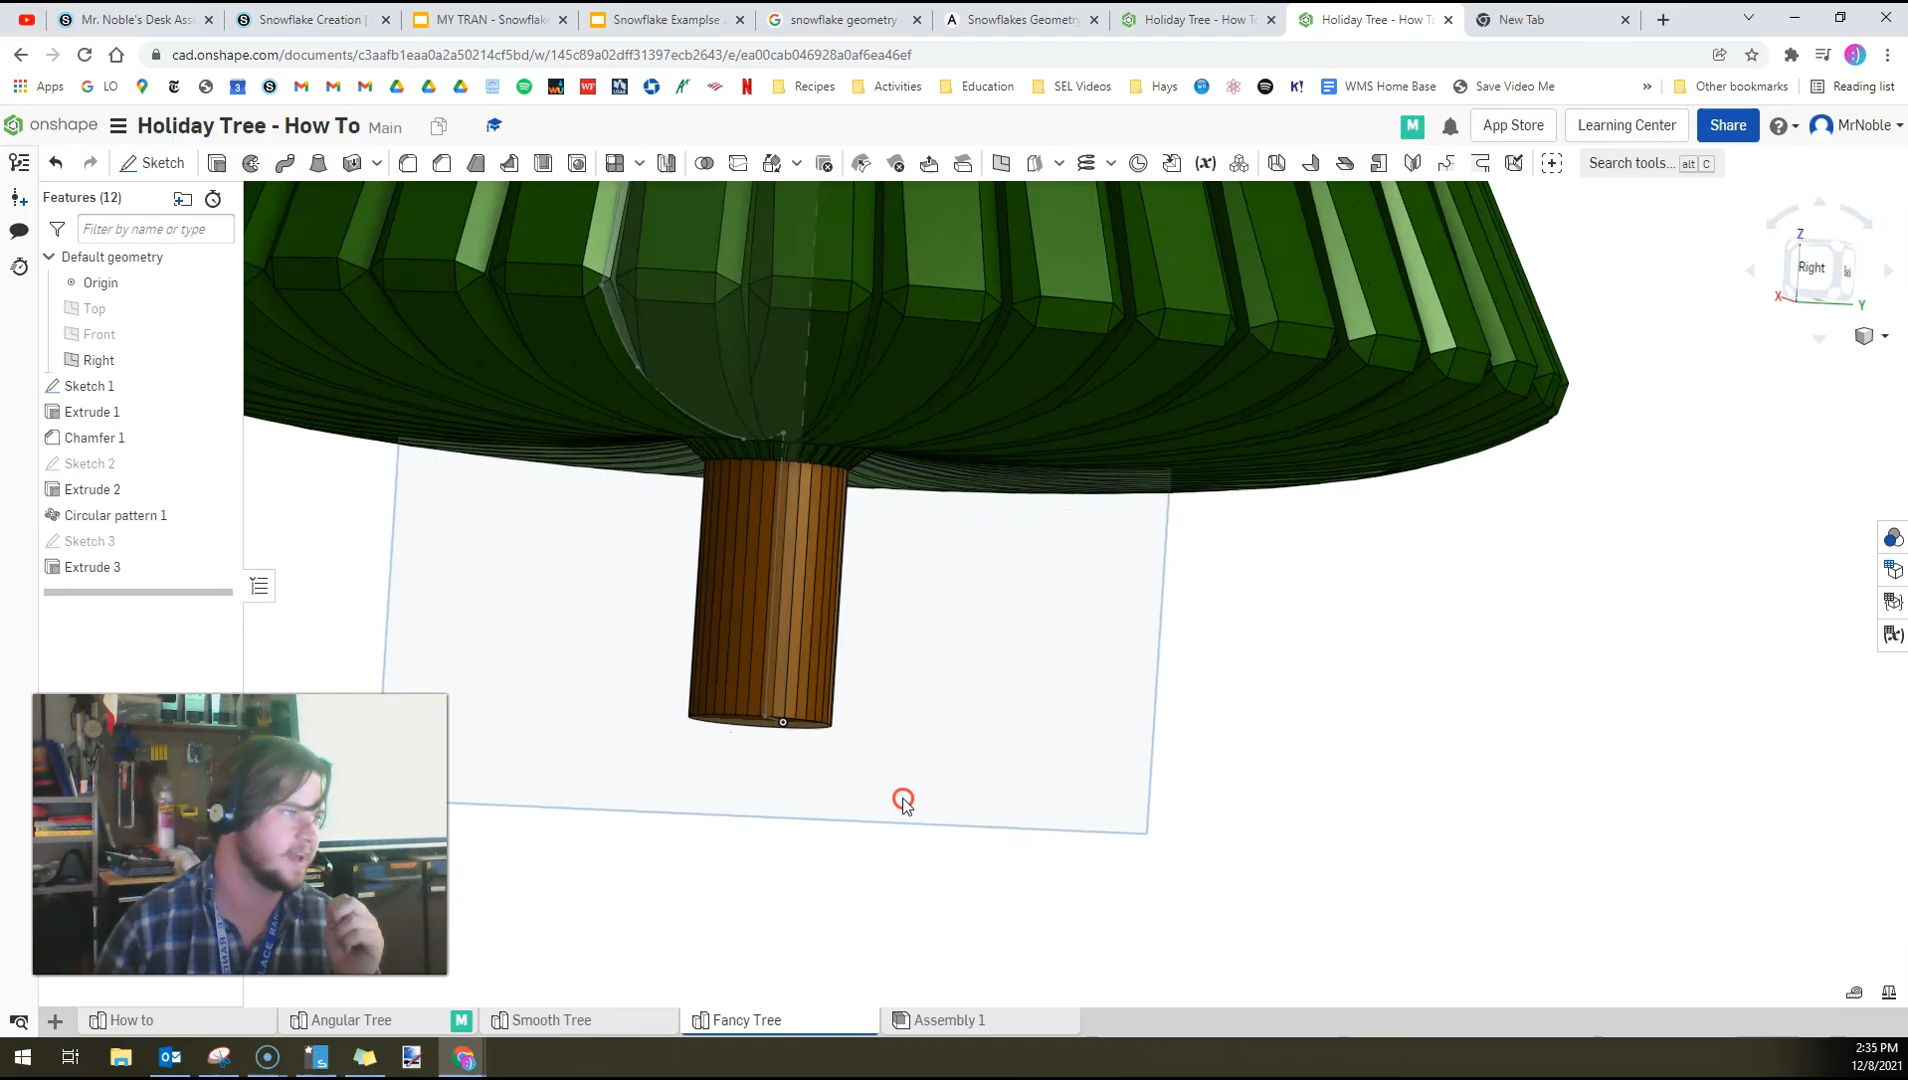 Mr. Noble's Desk Ass
Snowflake Creation |
MY TRAN - Snowflake
Snowflake Examplse
snowflake geometry -
Snowflakes Geometry
Holiday Tree - How To
Holiday Tree - How To
New Tab
cad.onshape.com/documents/c3aafb1eaa0a2a50214cf5bd/w/145c89a02dff31397ecb2643/e/ea00cab046928a0af6ea46ef
Apps
LO
Recipes
Activities
Education
SEL Videos
Hays
K!
WMS Home Base
Save Video Me
»
Other bookmarks
Reading list
onshape
Holiday Tree - How To Main
M
App Store
Learning Center
Share
MrNoble
Sketch
(x)
Search tools... alt C
Features (12)
Filter by name or type
Default geometry
Origin
Top
Front
Right
Sketch 1
Extrude 1
Chamfer 1
Sketch 2
Extrude 2
Circular pattern 1
Sketch 3
Extrude 3
Z
Right
X
Y
How to
Angular Tree
M
Smooth Tree
Fancy Tree
Assembly 1
2:35 PM
12/8/2021